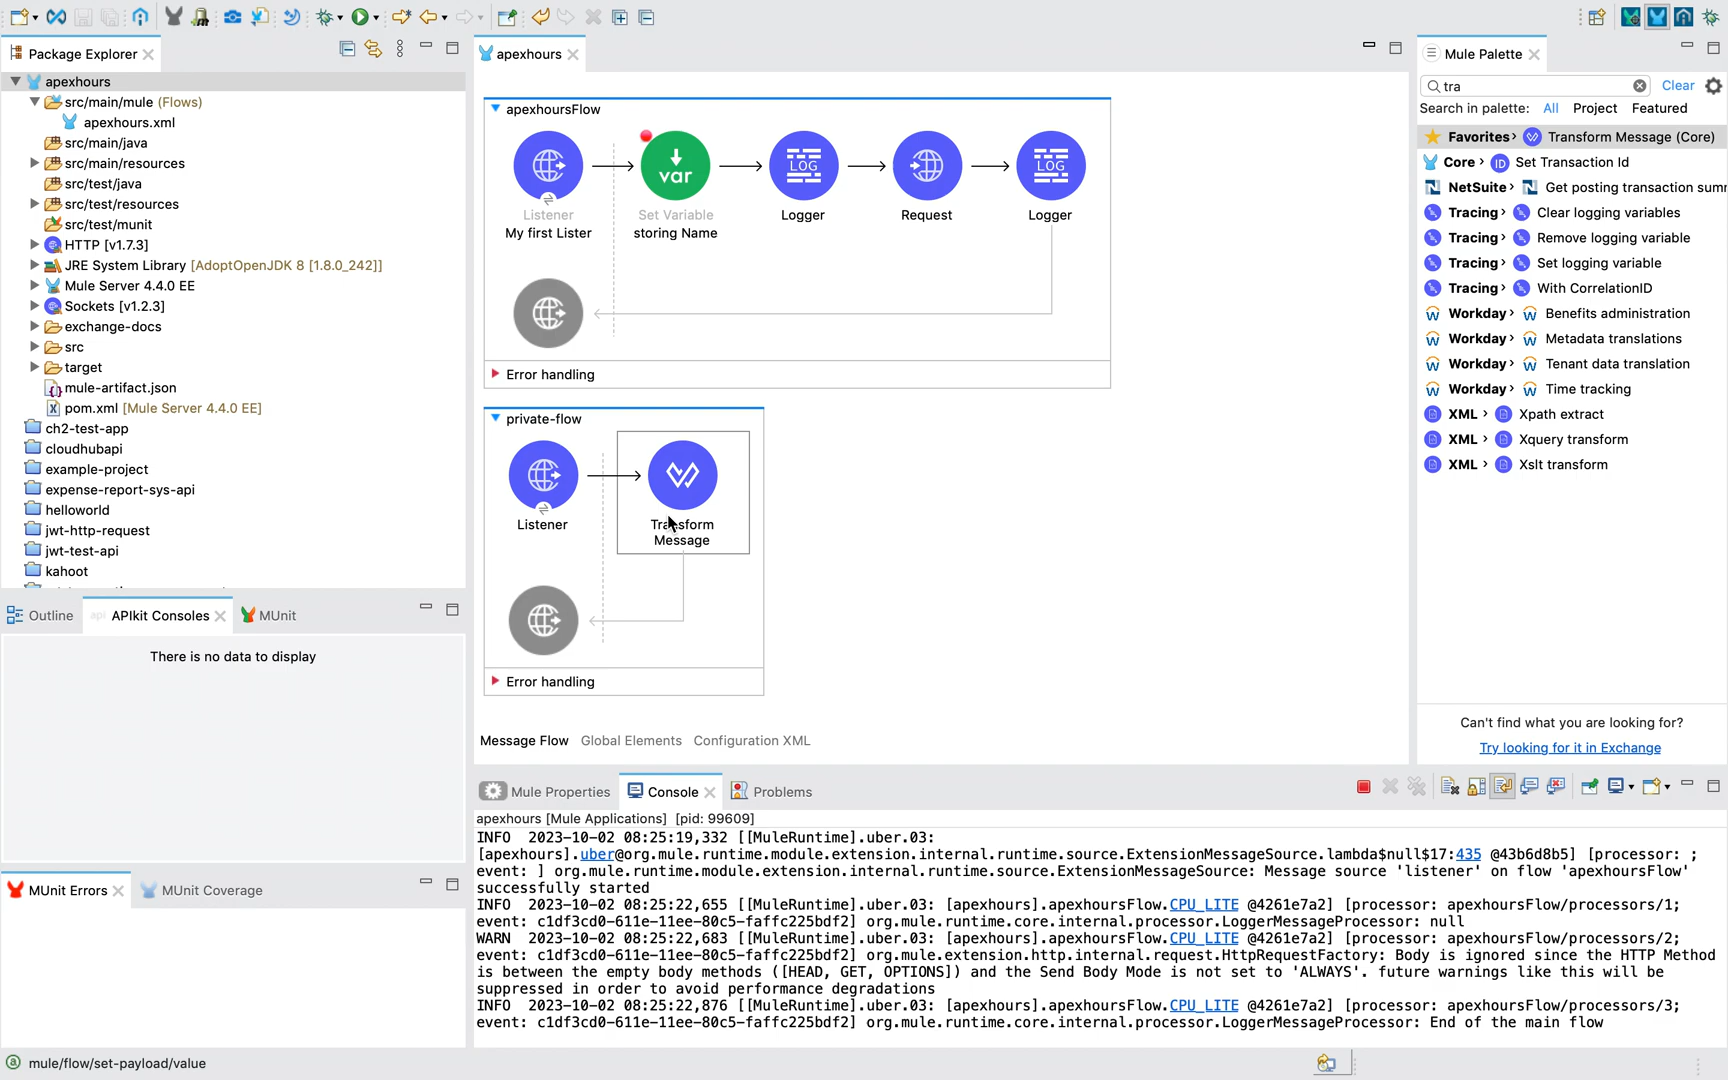 Package Explorer
apexhours
src/main/mule (Flows)
apexhours.xml
src/main/java
src/main/resources
src/test/java
src/test/resources
src/test/munit
HTTP [v1.7.3]
JRE System Library [AdoptOpenJDK 8 [1.8.0_242]]
Mule Server 4.4.0 EE
Sockets [v1.2.3]
exchange-docs
src
target
mule-artifact.json
pom.xml [Mule Server 4.4.0 EE]
ch2-test-app
cloudhubapi
example-project
expense-report-sys-api
helloworld
jwt-http-request
jwt-test-api
kahoot
Outline
APIkit Consoles
MUnit
There is no data to display
MUnit Errors
MUnit Coverage
mule/flow/set-payload/value
apexhours
apexhoursFlow
var
LOG
LOG
Listener
My first Lister
Set Variable
storing Name
Logger
Request
Logger
Error handling
private-flow
Listener
Transform
Message
Error handling
Message Flow
Global Elements
Configuration XML
Mule Properties
Console
Problems
apexhours [Mule Applications] [pid: 99609]
INFO 2023-10-02 08:25:19,332 [[MuleRuntime].uber.03:
[apexhours].uber@org.mule.runtime.module.extension.internal.runtime.source.ExtensionMessageSource.lambda$null$17:435 @43b6d8b5] [processor: ;
event: ] org.mule.runtime.module.extension.internal.runtime.source.ExtensionMessageSource: Message source 'listener' on flow 'apexhoursFlow'
successfully started
INFO 2023-10-02 08:25:22,655 [[MuleRuntime].uber.03: [apexhours].apexhoursFlow.CPU_LITE @4261e7a2] [processor: apexhoursFlow/processors/1;
event: c1df3cd0-611e-11ee-80c5-faffc225bdf2] org.mule.runtime.core.internal.processor.LoggerMessageProcessor: null
WARN 2023-10-02 08:25:22,683 [[MuleRuntime].uber.03: [apexhours].apexhoursFlow.CPU_LITE @4261e7a2] [processor: apexhoursFlow/processors/2;
event: c1df3cd0-611e-11ee-80c5-faffc225bdf2] org.mule.extension.http.internal.request.HttpRequestFactory: Body is ignored since the HTTP Method
is between the empty body methods ([HEAD, GET, OPTIONS]) and the Send Body Mode is not set to 'ALWAYS'. future warnings like this will be
suppressed in order to avoid performance degradations
INFO 2023-10-02 08:25:22,876 [[MuleRuntime].uber.03: [apexhours].apexhoursFlow.CPU_LITE @4261e7a2] [processor: apexhoursFlow/processors/3;
event: c1df3cd0-611e-11ee-80c5-faffc225bdf2] org.mule.runtime.core.internal.processor.LoggerMessageProcessor: End of the main flow
Mule Palette
tra
Clear
Search in palette: All Project Featured
Favorites> Transform Message (Core)
Core> Set Transaction Id
NetSuite> Get posting transaction sum
Tracing> Clear logging variables
Tracing> Remove logging variable
Tracing> Set logging variable
Tracing> With CorrelationID
Workday> Benefits administration
Workday> Metadata translations
Workday> Tenant data translation
Workday> Time tracking
XML> Xpath extract
XML> Xquery transform
XML> Xslt transform
Can't find what you are looking for?
Try looking for it in Exchange